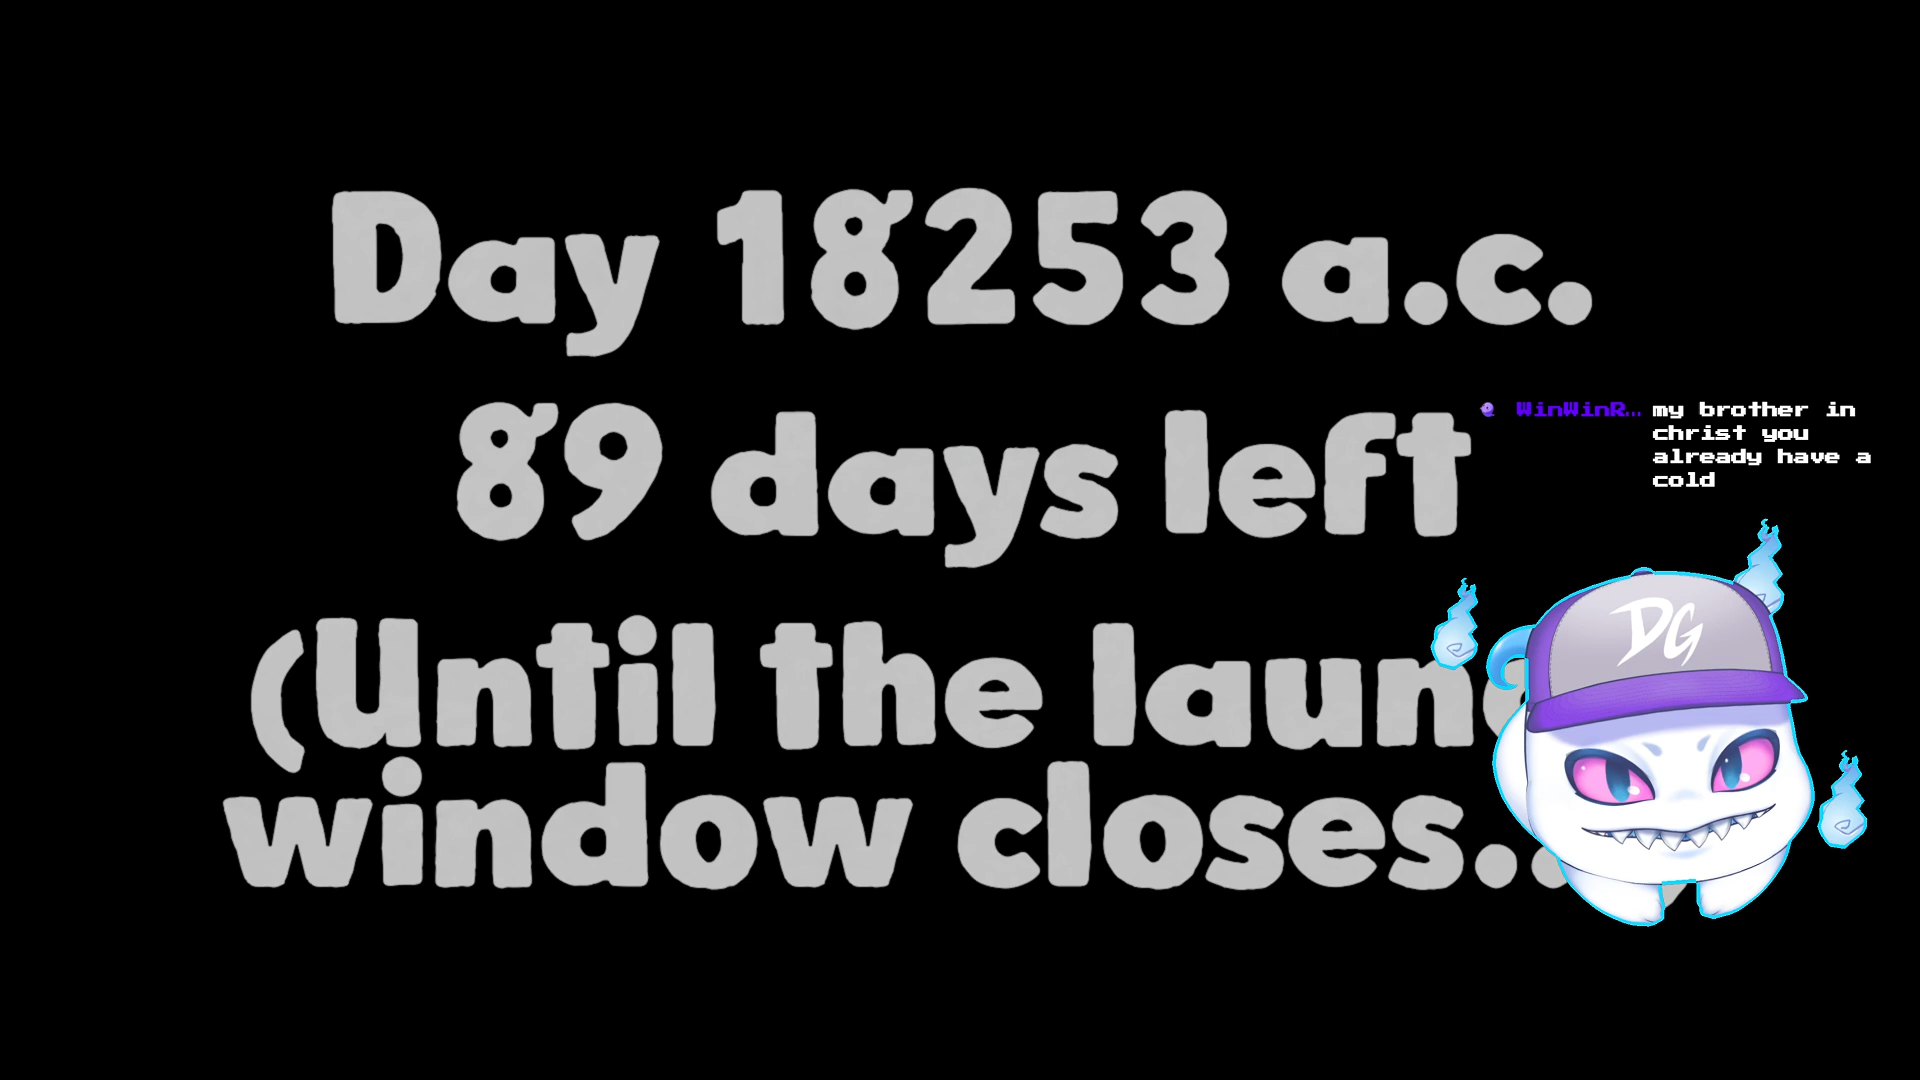 Day 18253 a.c.
89 days left
(Until the
window closes.
WinWinR... my brother in
christ you
already have a
cold
DG